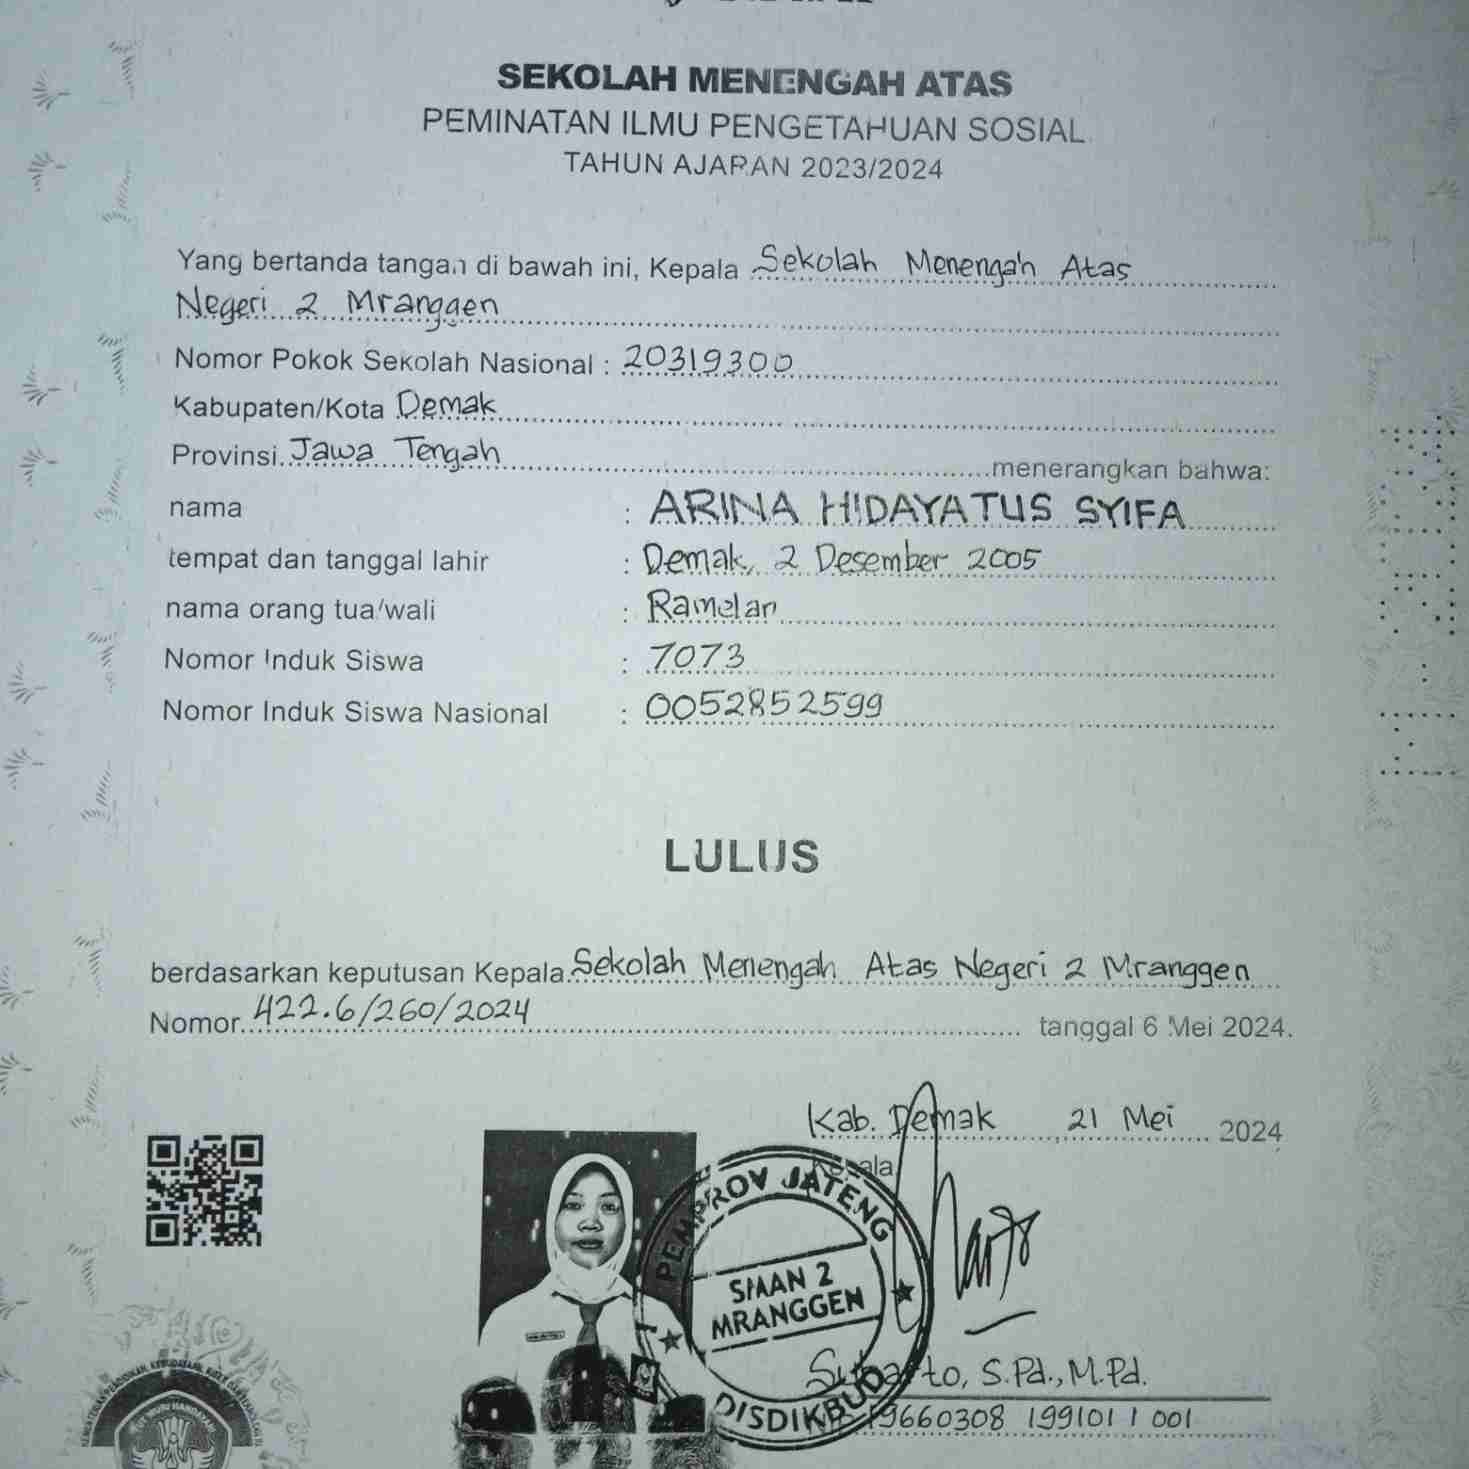 SEKOLAH MENENGAH ATAS
PEMINATAN ILMU PENGETAHUAN SOSIAL
TAHUN AJARAN 2023/2024
Yang bertanda tangan di bawah ini, Kepala Sekolah Menengah Atas
Negeri 2 Mranggen
Nomor Pokok Sekolah Nasional : 20319300
Kabupaten/Kota Demak
Provinsi Jawa Tengah menerangkan bahwa:
nama : ARINA HIDAYATUS SYIFA
tempat dan tanggal lahir : Demak, 2 Desember 2005
nama orang tua/wali : Ramelan
Nomor Induk Siswa : 7073
Nomor Induk Siswa Nasional : 0052852599
LULUS
berdasarkan keputusan Kepala Sekolah Menengah Atas Negeri 2 Mranggen
Nomor 422.6/260/2024 tanggal 6 Mei 2024.
Kab. Demak, 21 Mei 2024
Kepala
PEMPROV JATENG
SMAN 2
MRANGGEN
DISDIKBUD
S.Pd., M.Pd.
19660308 199101 1 001